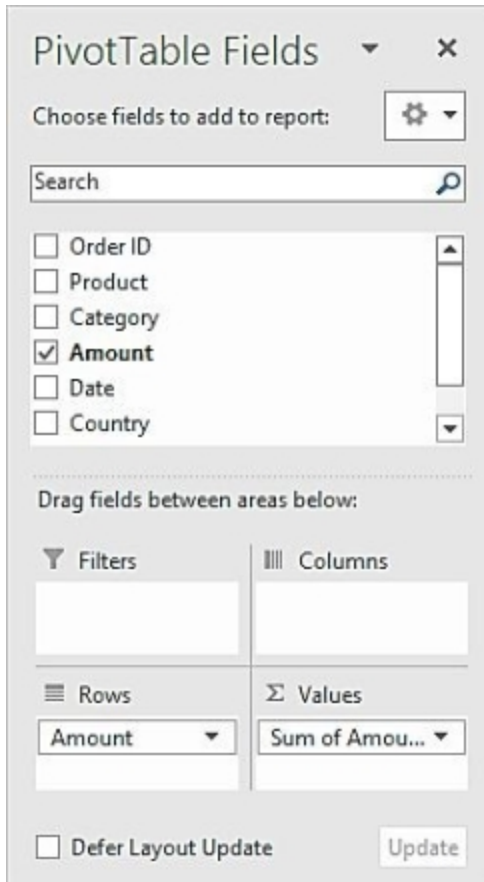 PivotTable Fields
Choose fields to add to report:
Search
Order ID
Product
Category
Amount
Date
Country
Drag fields between areas below:
Filters
Columns
Rows
Σ Values
Amount
Sum of Amou...
Defer Layout Update
Update